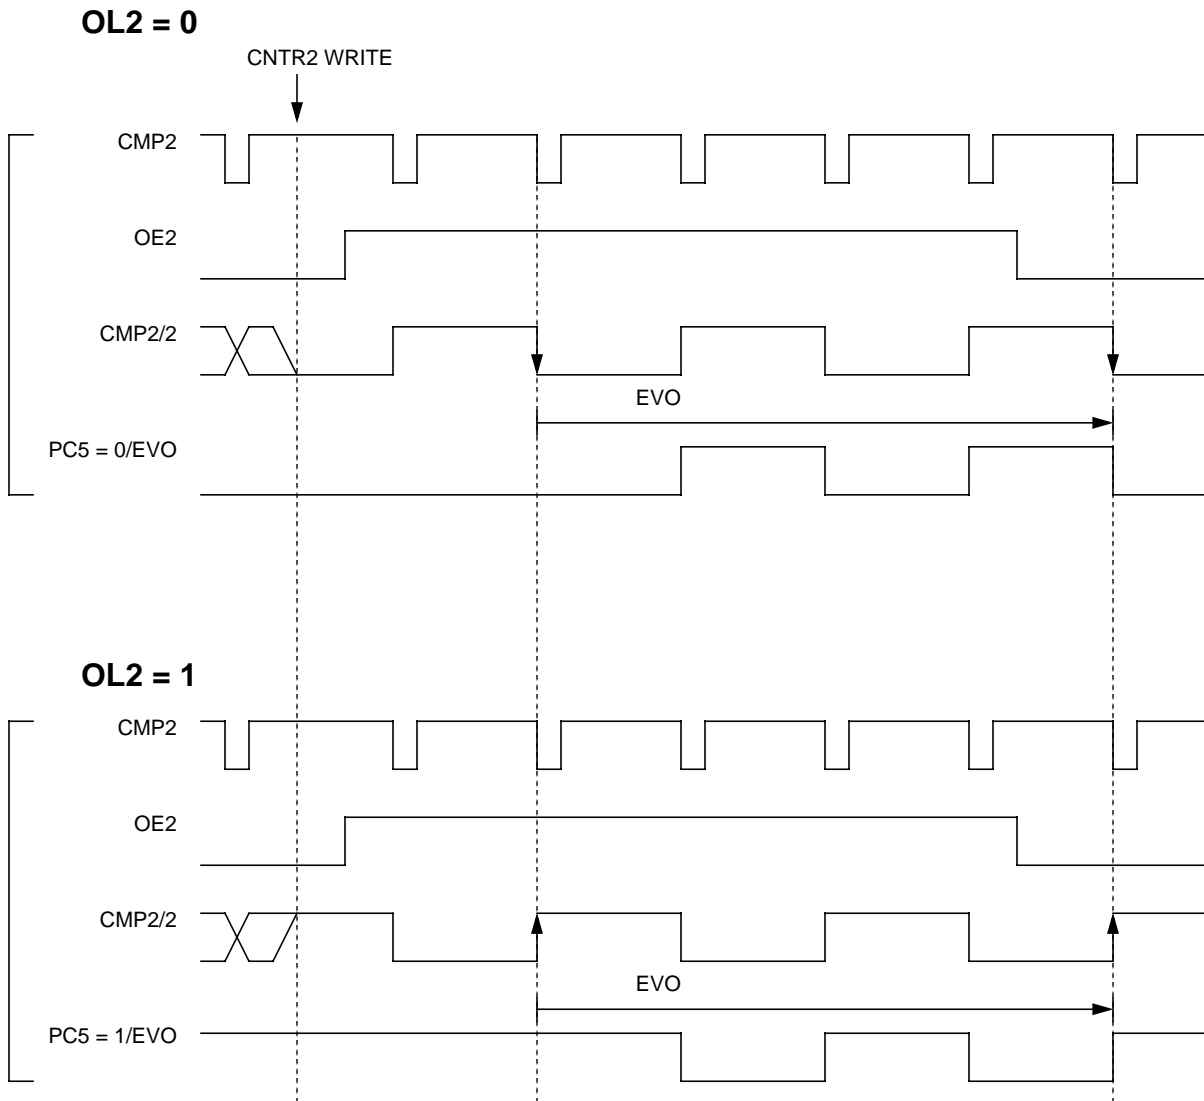 OL2 = 0
CNTR2 WRITE
CMP2
OE2
CMP2/2
EVO
PC5 = 0/EVO
OL2 = 1
CMP2
OE2
CMP2/2
EVO
PC5 = 1/EVO